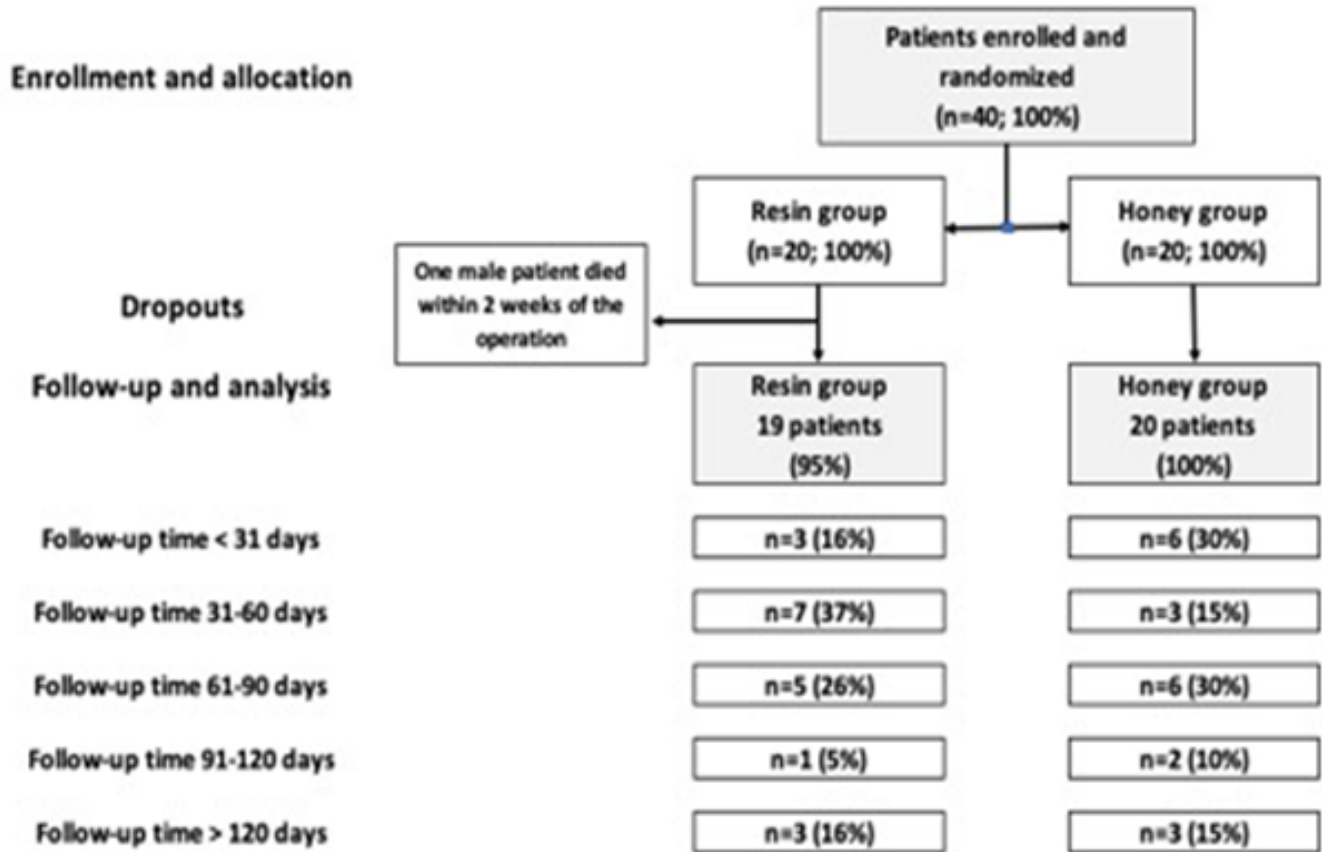 Enrollment and allocation
Patients enrolled and
randomized
(n=40; 100%)
Resin group
(n=20; 100%)
Honey group
(n=20; 100%)
Dropouts
One male patient died
within 2 weeks of the
operation
Follow-up and analysis
Resin group
19 patients
(95%)
Honey group
20 patients
(100%)
Follow-up time < 31 days
n=3 (16%)
n=6 (30%)
Follow-up time 31-60 days
n=7 (37%)
n=3 (15%)
Follow-up time 61-90 days
n=5 (26%)
n=6 (30%)
Follow-up time 91-120 days
n=1 (5%)
n=2 (10%)
Follow-up time > 120 days
n=3 (16%)
n=3 (15%)